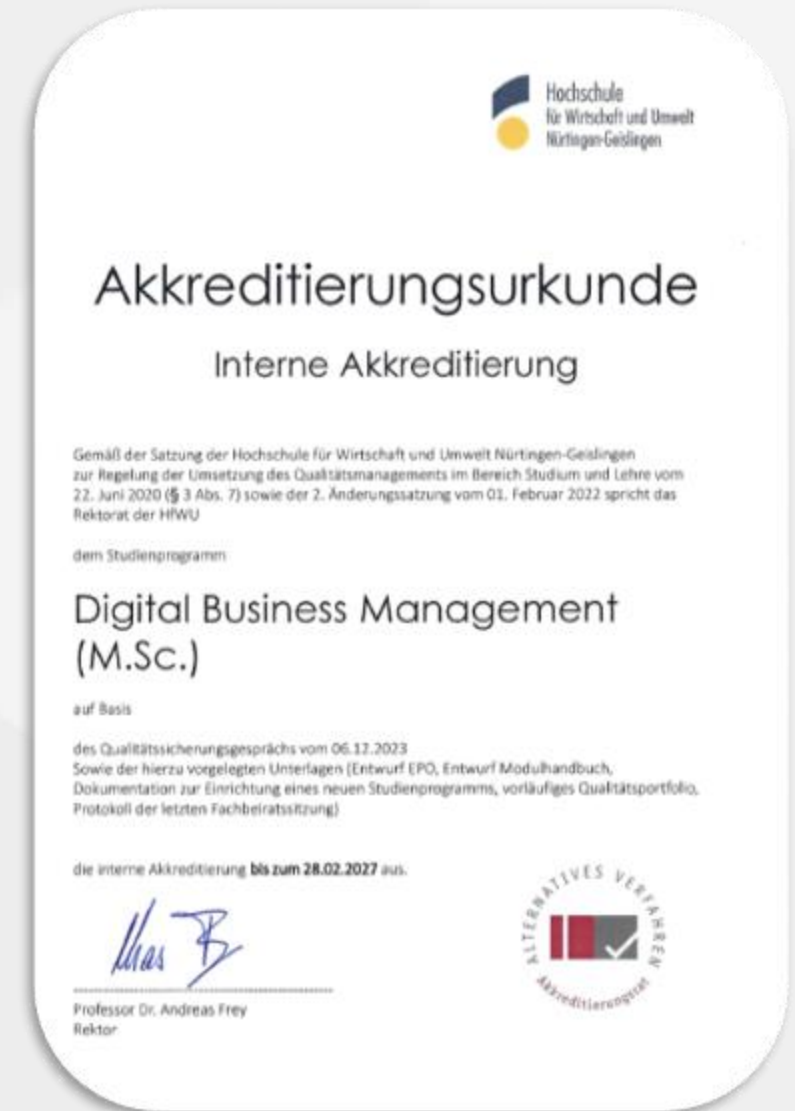 Hochschule
für Wirtschaft und Umwelt
Nürtingen-Geislingen
Akkreditierungsurkunde
Interne Akkreditierung
Gemäß der Satzung der Hochschule für Wirtschaft und Umwelt Nürtingen-Geislingen
zur Regelung der Umsetzung des Qualitätsmanagements im Bereich Studium und Lehre vom
22. Juni 2020 (§ 3 Abs. 7) sowie der 2. Änderungssatzung vom 01. Februar 2022 spricht das
Rektorat der HfWU
dem Studienprogramm
Digital Business Management
(M.Sc.)
auf Basis
des Qualitätssicherungsgesprächs vom 06.12.2023
Sowie der hierzu vorgelegten Unterlagen (Entwurf EPO, Entwurf Modulhandbuch,
Dokumentation zur Einrichtung eines neuen Studienprogramms, vorläufiges Qualitätsportfolio,
Protokoll der letzten Fachbeiratssitzung)
die interne Akkreditierung bis zum 28.02.2027 aus.
Professor Dr. Andreas Frey
Rektor
ALTERNATIVES VERFAHREN
Akkreditierungsrat